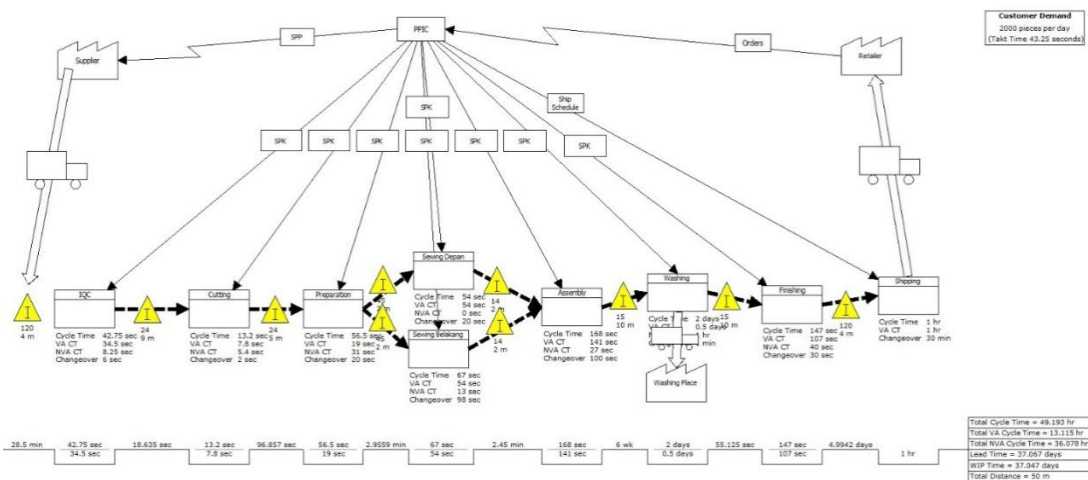 Customer Demand
2000 pieces per day
(Takt Time 43.25 seconds)
PPIC
SPP
Orders
Supplier
Retailer
Ship
Schedule
SPK
SPK
SPK
SPK
SPK
SPK
SPK
SPK
Sewing Depan
Cycle Time 54 sec
VA CT 54 sec
NVA CT 0 sec
Changeover 20 sec
120
4 m
IQC
Cycle Time 42.75 sec
VA CT 34.5 sec
NVA CT 8.25 sec
Changeover 6 sec
24
9 m
Cutting
Cycle Time 13.2 sec
VA CT 7.8 sec
NVA CT 5.4 sec
Changeover 2 sec
24
5 m
Preparation
Cycle Time 56.5 sec
VA CT 19 sec
NVA CT 31 sec
Changeover 20 sec
45
2 m
14
2 m
14
2 m
Sewing Belakang
Cycle Time 67 sec
VA CT 54 sec
NVA CT 13 sec
Changeover 98 sec
Assembly
Cycle Time 168 sec
VA CT 141 sec
NVA CT 27 sec
Changeover 100 sec
15
10 m
Washing
Cycle Time 2 days
0.5 days
Washing Place
15
10 m
Finishing
Cycle Time 147 sec
VA CT 107 sec
NVA CT 40 sec
Changeover 30 sec
120
4 m
Shipping
Cycle Time 1 hr
VA CT 1 hr
Changeover 30 min
28.5 min 42.75 sec 18.635 sec 13.2 sec 96.857 sec 56.5 sec 2.9559 min 67 sec 2.45 min 168 sec 6 wk 2 days 55.125 sec 147 sec 4.9942 days
34.5 sec 7.8 sec 19 sec 54 sec 141 sec 0.5 days 107 sec 1 hr
Total Cycle Time = 49.193 hr
Total VA Cycle Time = 13.115 hr
Total NVA Cycle Time = 36.078 hr
Lead Time = 37.067 days
WIP Time = 37.047 days
Total Distance = 50 m